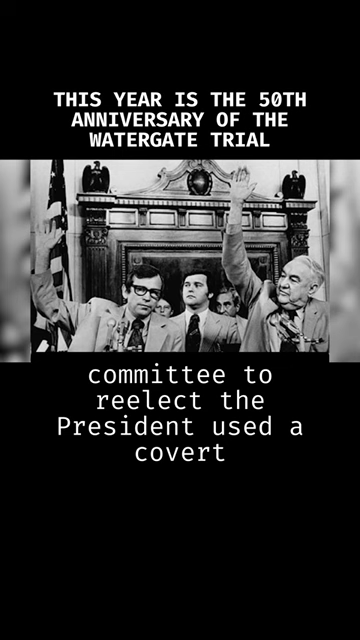 THIS YEAR IS THE 50TH
ANNIVERSARY OF THE
WATERGATE TRIAL
committee to
reelect the
President used a
covert